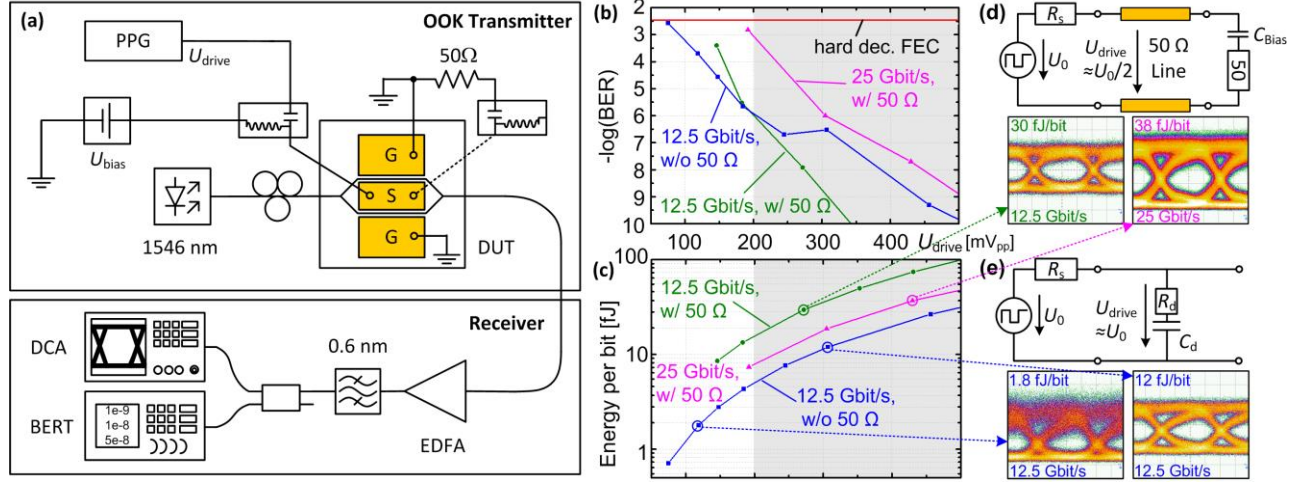 (a)
OOK Transmitter
PPG
U_drive
50Ω
U_bias
G
S
G
DUT
1546 nm
Receiver
DCA
0.6 nm
BERT
1e-9
1e-8
5e-8
EDFA
(b)
2
3
4
5
6
7
8
9
10
-log(BER)
hard dec. FEC
25 Gbit/s,
w/ 50 Ω
12.5 Gbit/s,
w/o 50 Ω
12.5 Gbit/s, w/ 50 Ω
100
200
300
400
U_drive [mV_pp]
(c)
100
10
1
Energy per bit [fJ]
12.5 Gbit/s,
w/ 50 Ω
25 Gbit/s,
w/ 50 Ω
12.5 Gbit/s,
w/o 50 Ω
(d)
R_s
U_0
U_drive
≈U_0/2
50 Ω
Line
C_Bias
50
30 fJ/bit
12.5 Gbit/s
38 fJ/bit
25 Gbit/s
(e)
R_s
U_0
U_drive
≈U_0
R_d
C_d
1.8 fJ/bit
12.5 Gbit/s
12 fJ/bit
12.5 Gbit/s